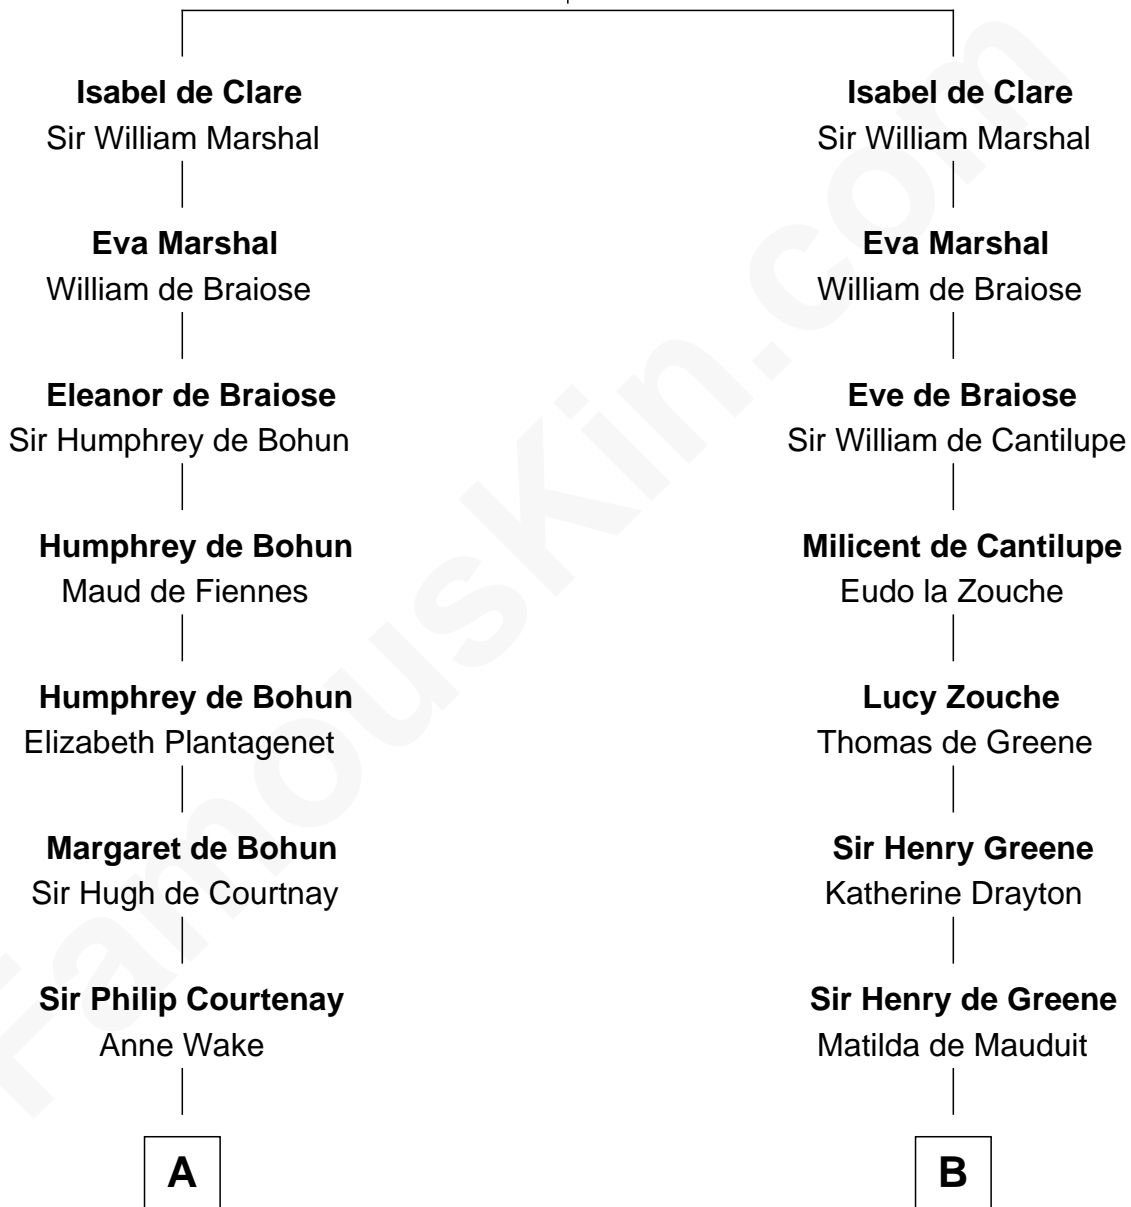 Isabel de Clare
Sir William Marshal
Eva Marshal
William de Braiose
Eleanor de Braiose
Sir Humphrey de Bohun
Humphrey de Bohun
Maud de Fiennes
Humphrey de Bohun
Elizabeth Plantagenet
Margaret de Bohun
Sir Hugh de Courtnay
Sir Philip Courtenay
Anne Wake
A
Isabel de Clare
Sir William Marshal
Eva Marshal
William de Braiose
Eve de Braiose
Sir William de Cantilupe
Milicent de Cantilupe
Eudo la Zouche
Lucy Zouche
Thomas de Greene
Sir Henry Greene
Katherine Drayton
Sir Henry de Greene
Matilda de Mauduit
B
FamousKin.com